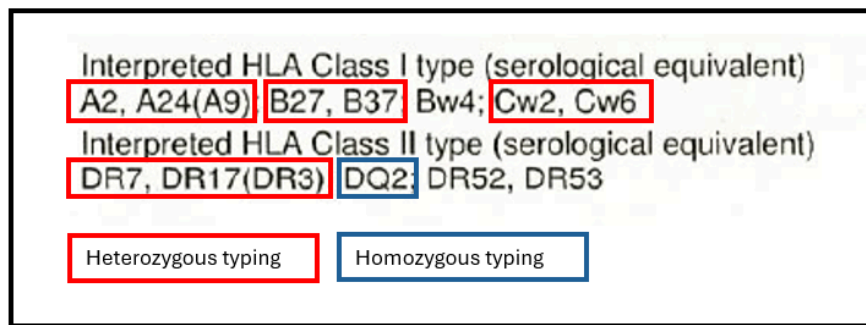 Interpreted HLA Class I type (serological equivalent)
A2, A24(A9); B27, B37; Bw4; Cw2, Cw6
Interpreted HLA Class II type (serological equivalent)
DR7, DR17(DR3) DQ2; DR52, DR53
Heterozygous typing Homozygous typing